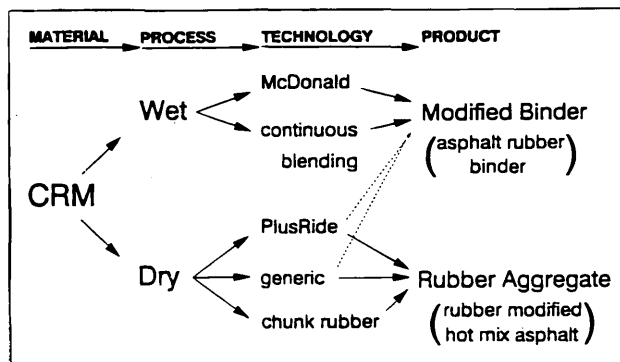 MATERIAL PROCESS TECHNOLOGY PRODUCT
McDonald
Wet
Modified Binder
continuous
blending
(asphalt rubber
binder)
CRM
PlusRide
Dry
generic
Rubber Aggregate
chunk rubber
(rubber modified
hot mix asphalt)